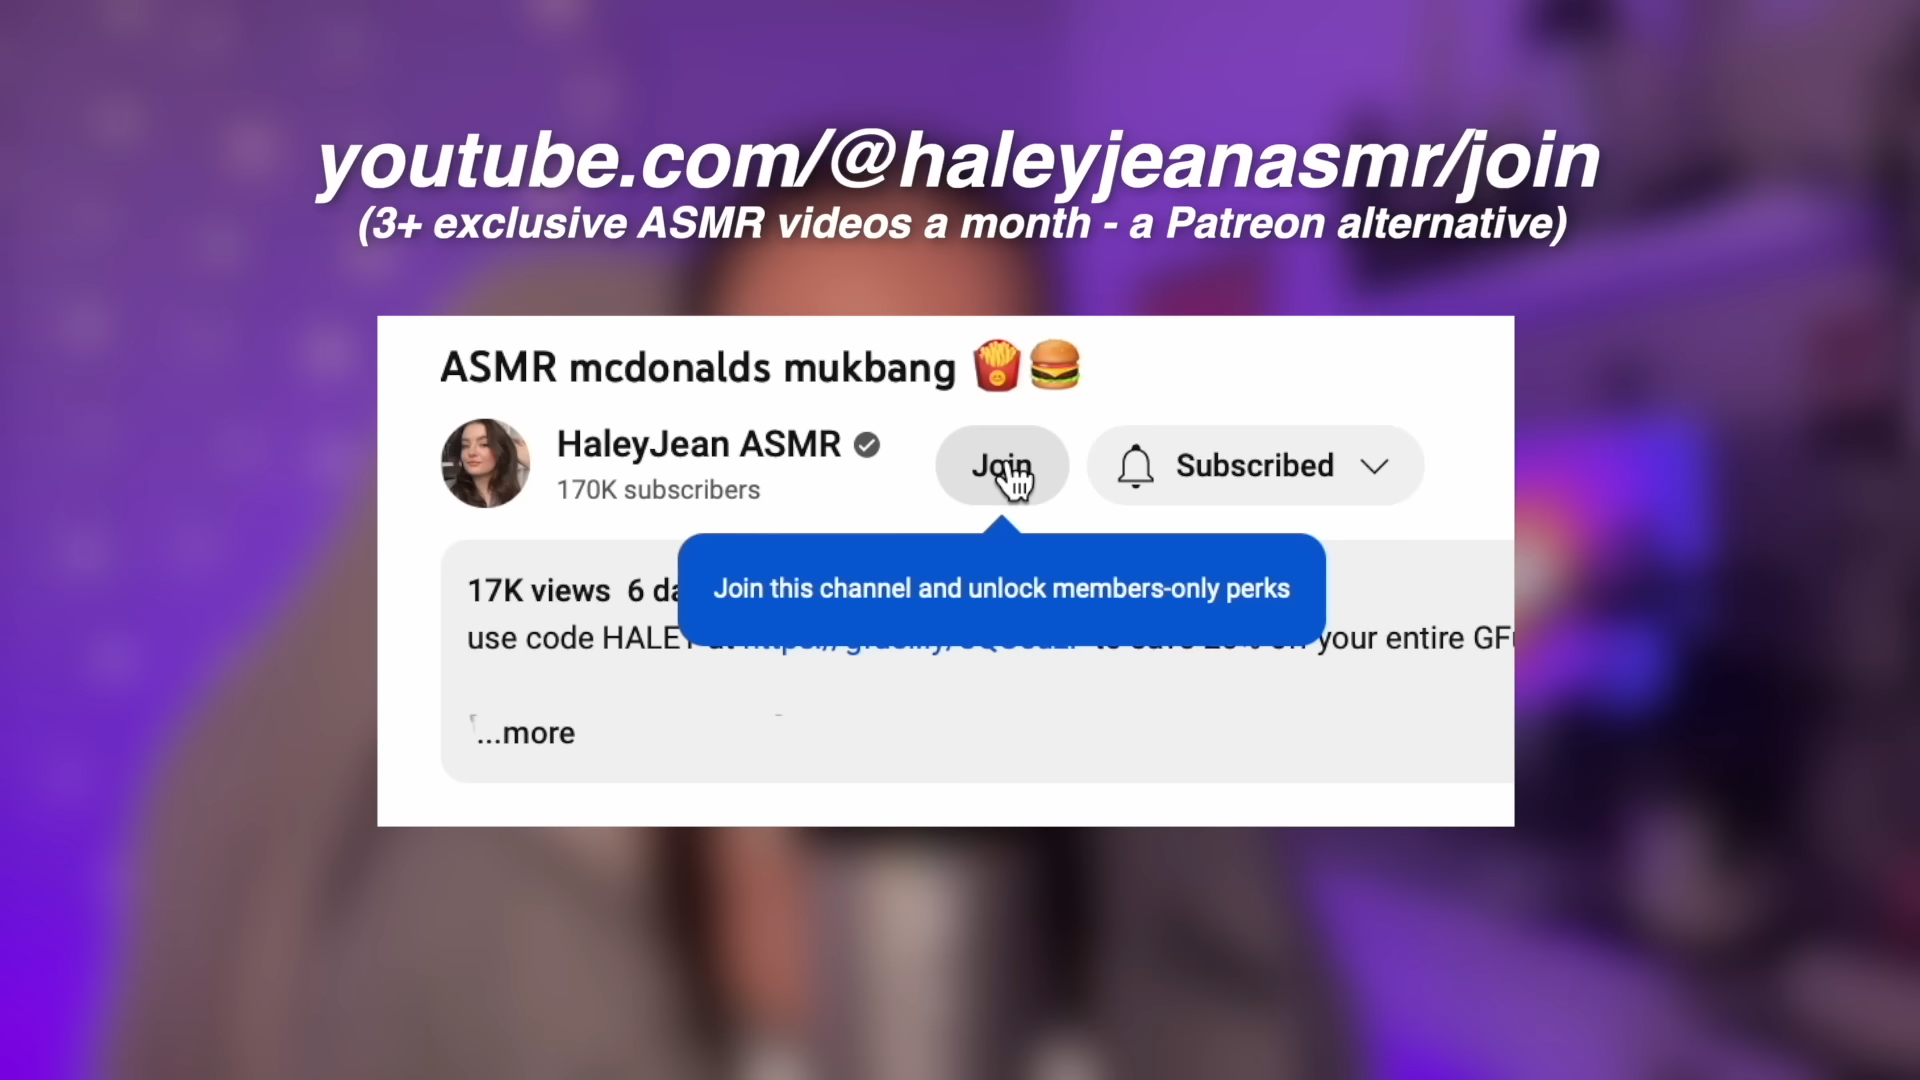 youtube.com/@haleyjeanasmr/join
(3+ exclusive ASMR videos a month - a Patreon alternative)
ASMR mcdonalds mukbang 🍟🍔
HaleyJean ASMR
170K subscribers
Join
Subscribed
Join this channel and unlock members-only perks
17K views 6
use code your entire
...more